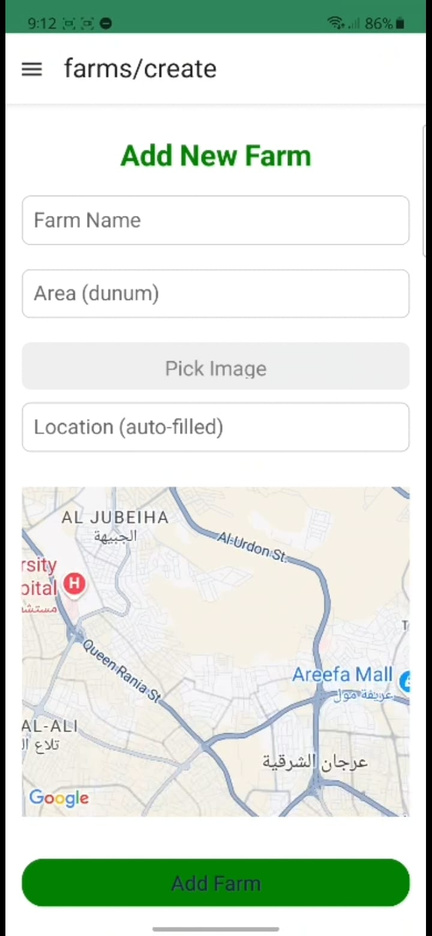 9:12 86%
farms/create
Add New Farm
Farm Name
Area (dunum)
Pick Image
Location (auto-filled)
AL JUBEIHA
الجبيهة
Al-Urdon St.
rsity
pital
H
مستشف
Queen Rania St
Areefa Mall
عريفة مول
AL-ALI
تلاع ال
عرجان الشرقية
Google
Add Farm